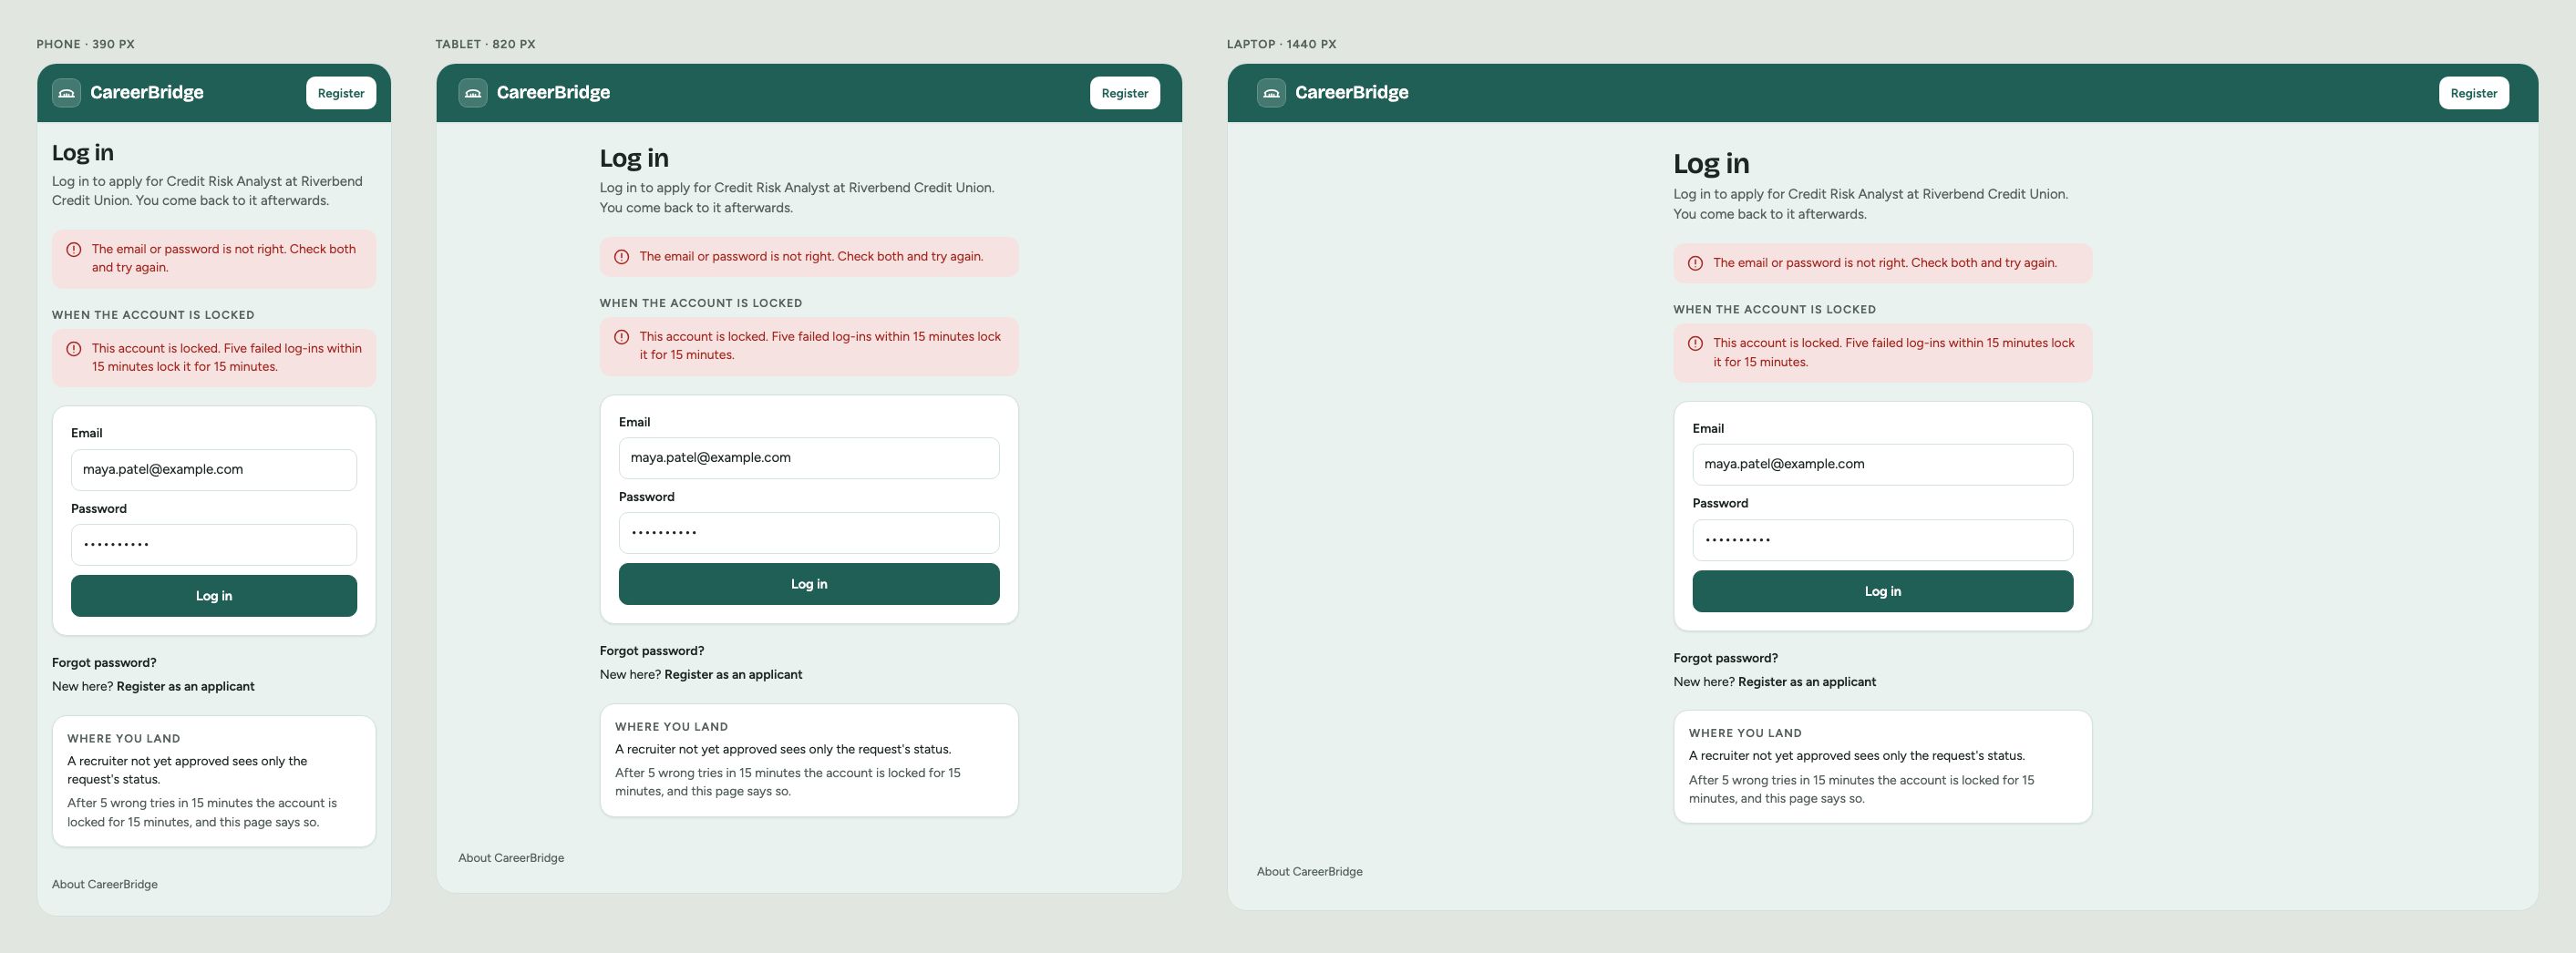 PHONE · 390 PX
CareerBridge
Register
Log in
Log in to apply for Credit Risk Analyst at Riverbend
Credit Union. You come back to it afterwards.
The email or password is not right. Check both
and try again.
WHEN THE ACCOUNT IS LOCKED
This account is locked. Five failed log-ins within
15 minutes lock it for 15 minutes.
Email
maya.patel@example.com
Password
••••••••••
Log in
Forgot password?
New here? Register as an applicant
WHERE YOU LAND
A recruiter not yet approved sees only the
request's status.
After 5 wrong tries in 15 minutes the account is
locked for 15 minutes, and this page says so.
About CareerBridge
TABLET · 820 PX
CareerBridge
Register
Log in
Log in to apply for Credit Risk Analyst at Riverbend Credit Union.
You come back to it afterwards.
The email or password is not right. Check both and try again.
WHEN THE ACCOUNT IS LOCKED
This account is locked. Five failed log-ins within 15 minutes lock
it for 15 minutes.
Email
maya.patel@example.com
Password
••••••••••
Log in
Forgot password?
New here? Register as an applicant
WHERE YOU LAND
A recruiter not yet approved sees only the request's status.
After 5 wrong tries in 15 minutes the account is locked for 15
minutes, and this page says so.
About CareerBridge
LAPTOP · 1440 PX
CareerBridge
Register
Log in
Log in to apply for Credit Risk Analyst at Riverbend Credit Union.
You come back to it afterwards.
The email or password is not right. Check both and try again.
WHEN THE ACCOUNT IS LOCKED
This account is locked. Five failed log-ins within 15 minutes lock
it for 15 minutes.
Email
maya.patel@example.com
Password
••••••••••
Log in
Forgot password?
New here? Register as an applicant
WHERE YOU LAND
A recruiter not yet approved sees only the request's status.
After 5 wrong tries in 15 minutes the account is locked for 15
minutes, and this page says so.
About CareerBridge